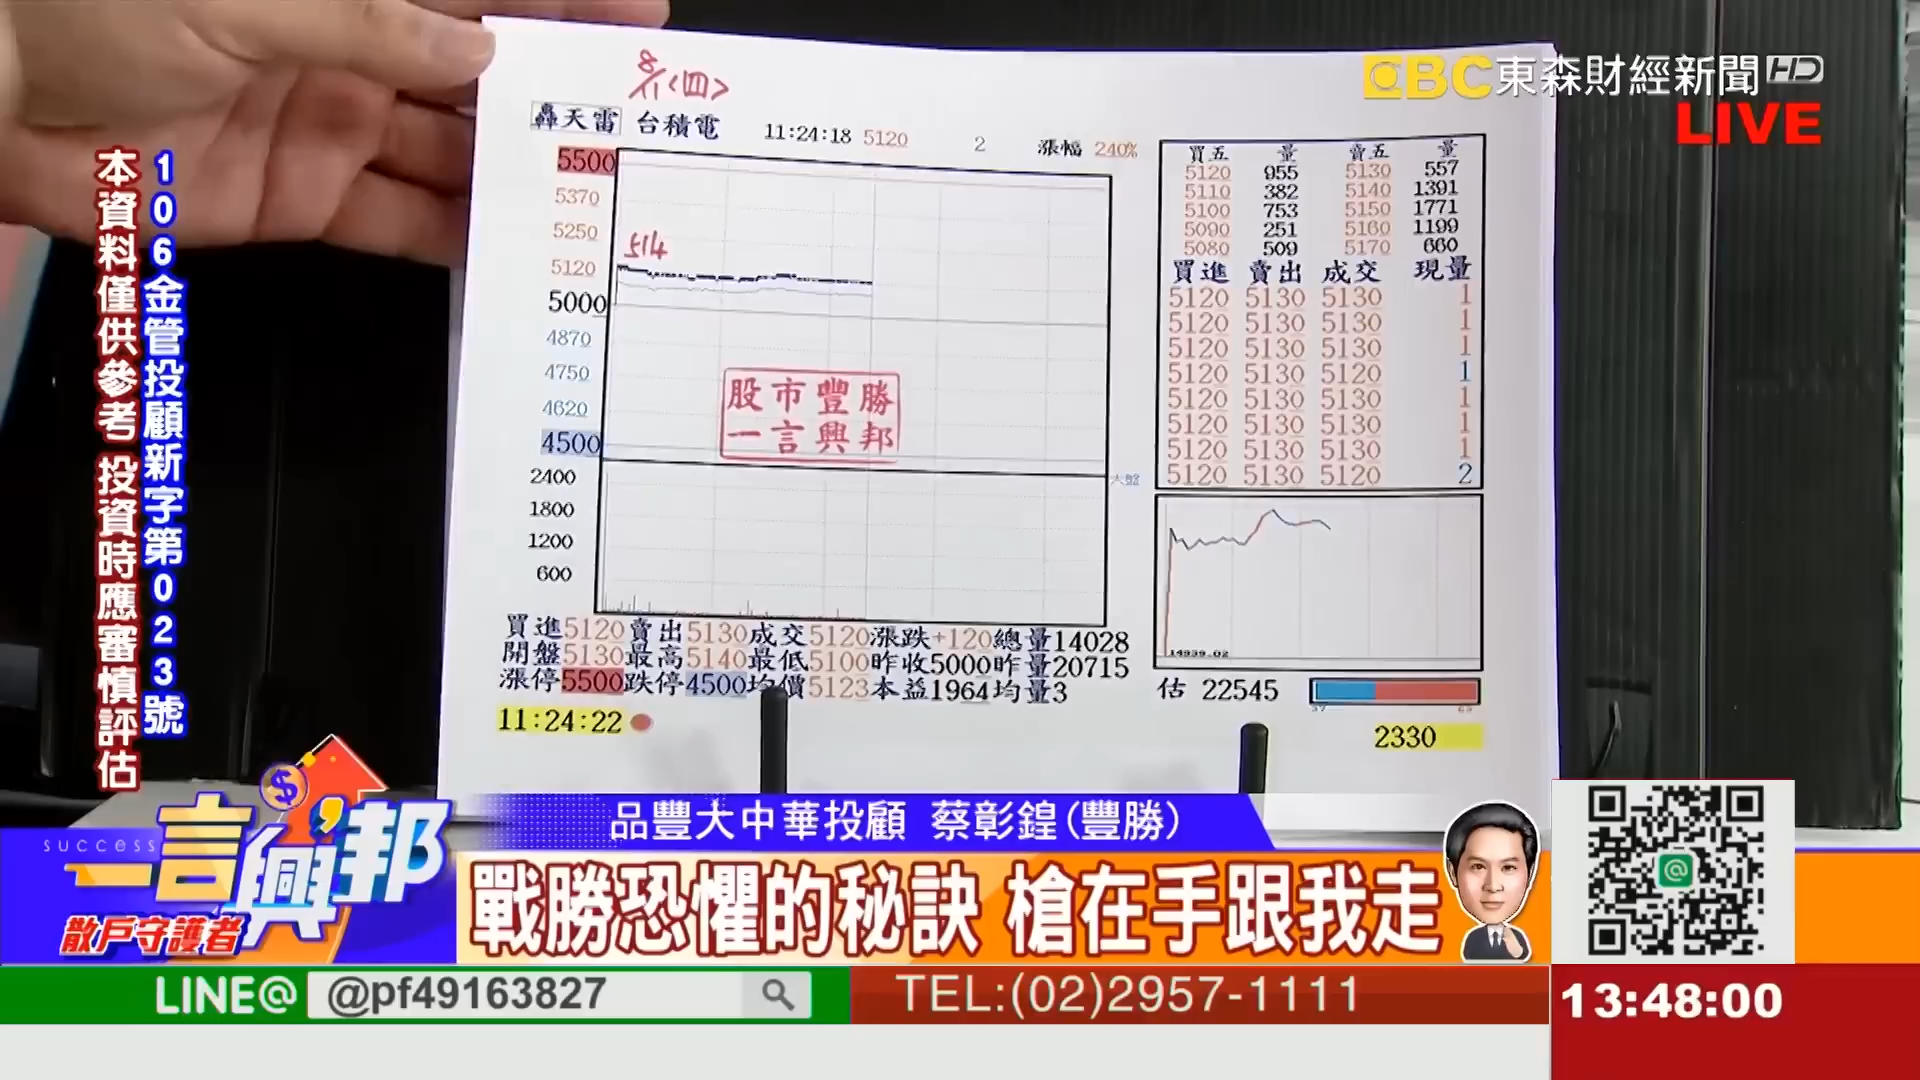 EBC東森財經新聞HD
LIVE
106金管投顧新字第023號
本資料僅供參考 投資時應審慎評估
8/11(四)
轟天雷 台積電 11:24:18 5120 2 漲幅 240%
5500
5370
5250
5120
5000
4870
4750
4620
4500
2400
1800
1200
600
514
股市豐勝
一言興邦
大盤
買五 量 賣五 量
5120 955 5130 557
5110 382 5140 1391
5100 753 5150 1771
5090 251 5160 1199
5080 509 5170 660
買進 賣出 成交 現量
5120 5130 5130 1
5120 5130 5130 1
5120 5130 5130 1
5120 5130 5120 1
5120 5130 5130 1
5120 5130 5130 1
5120 5130 5130 1
5120 5130 5120 2
14939.02
買進5120賣出5130成交5120漲跌+120總量14028
開盤5130最高5140最低5100昨收5000昨量20715
漲停5500跌停4500均價5123本益1964均量3
估 22545
37 63
11:24:22
2330
success
一言興邦
散戶守護者
品豐大中華投顧 蔡彰鍠(豐勝)
戰勝恐懼的秘訣 槍在手跟我走
LINE@ @pf49163827
TEL:(02)2957-1111
13:48:00